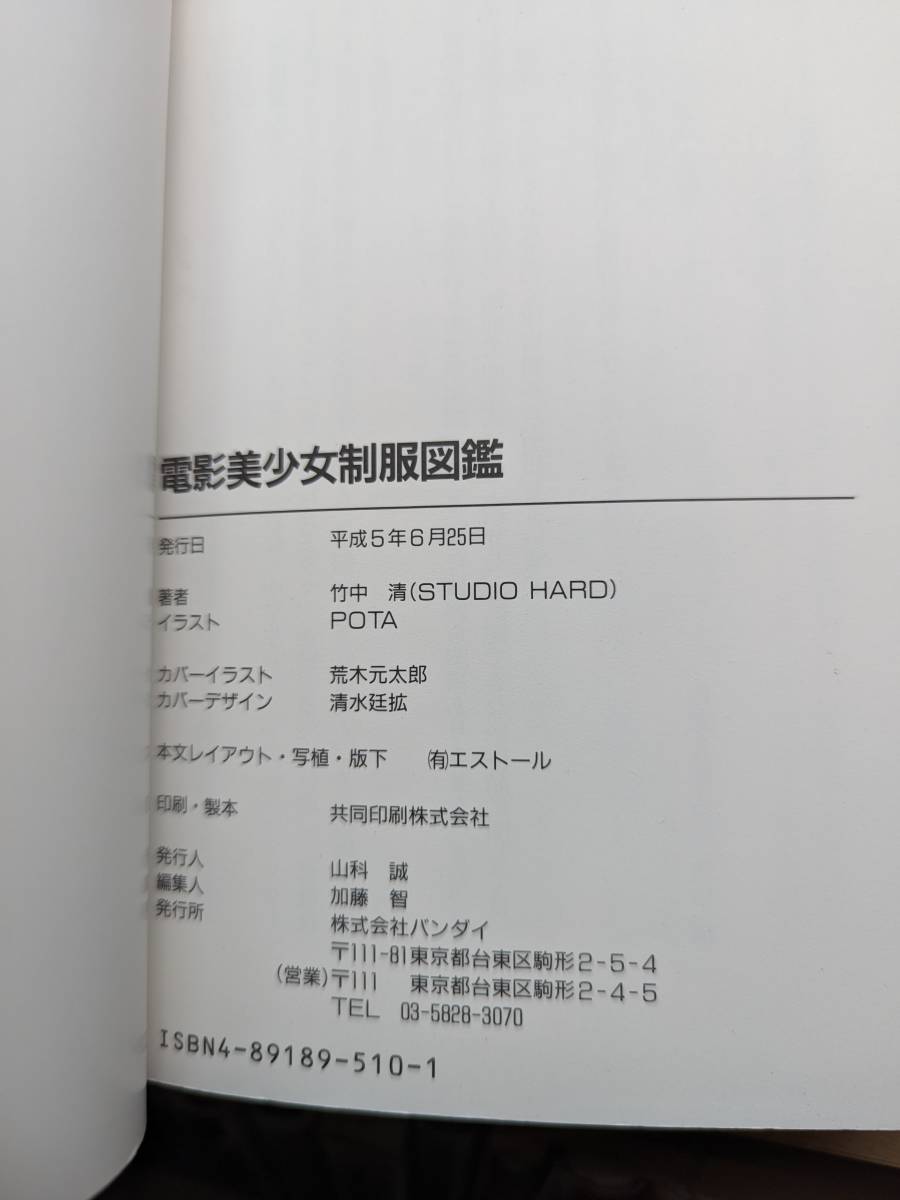 電影美少女制服図鑑
発行日 平成5年6月25日
著者 竹中 清(STUDIO HARD)
イラスト POTA
カバーイラスト 荒木元太郎
カバーデザイン 清水廷拡
本文レイアウト・写植・版下 ㈲エストール
印刷・製本 共同印刷株式会社
発行人 山科 誠
編集人 加藤 智
発行所 株式会社バンダイ
〒111-81東京都台東区駒形2-5-4
(営業)〒111 東京都台東区駒形2-4-5
TEL 03-5828-3070
ISBN4-89189-510-1